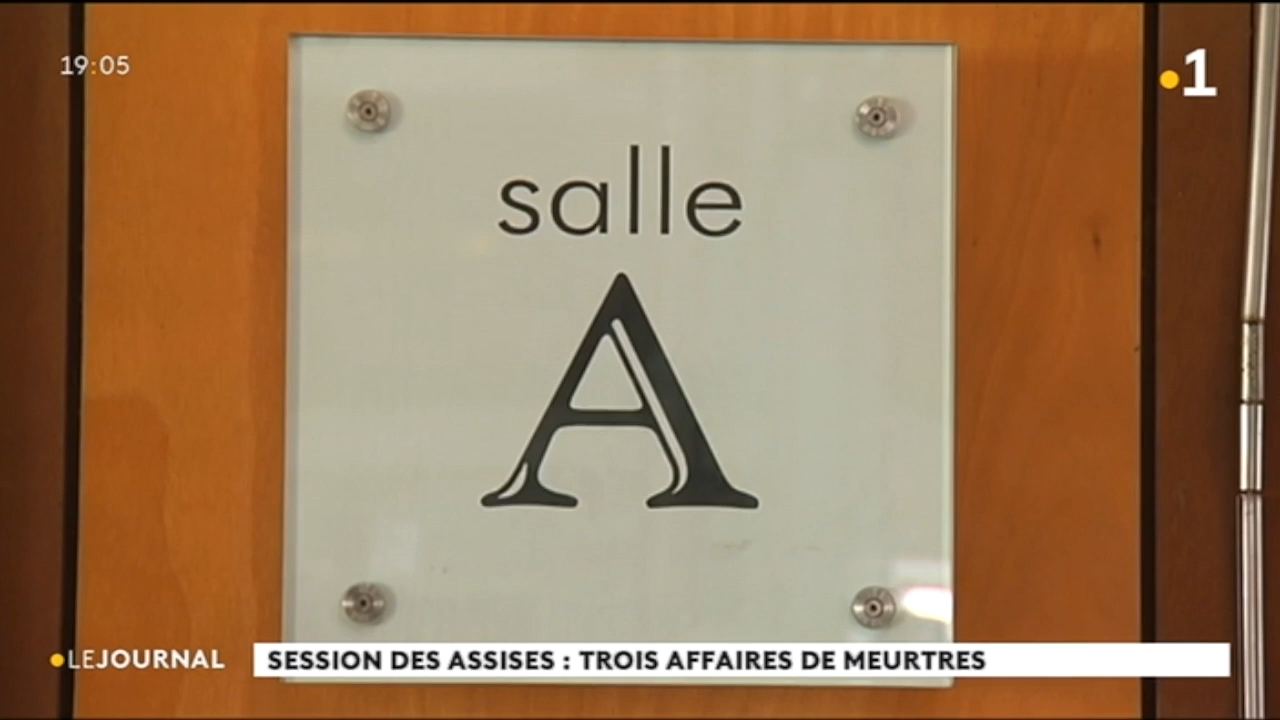 19:05
1
salle
A
LEJOURNAL
SESSION DES ASSISES : TROIS AFFAIRES DE MEURTRES